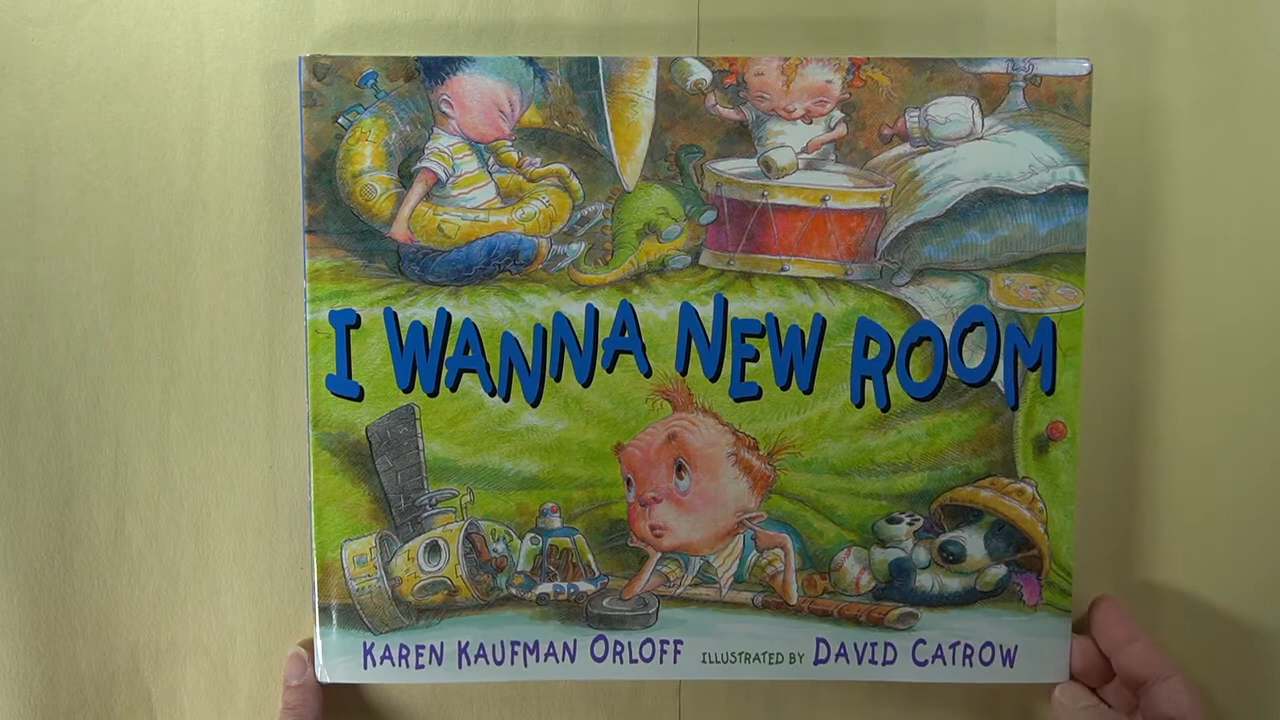 I WANNA NEW ROOM
KAREN KAUFMAN ORLOFF ILLUSTRATED BY DAVID CATROW